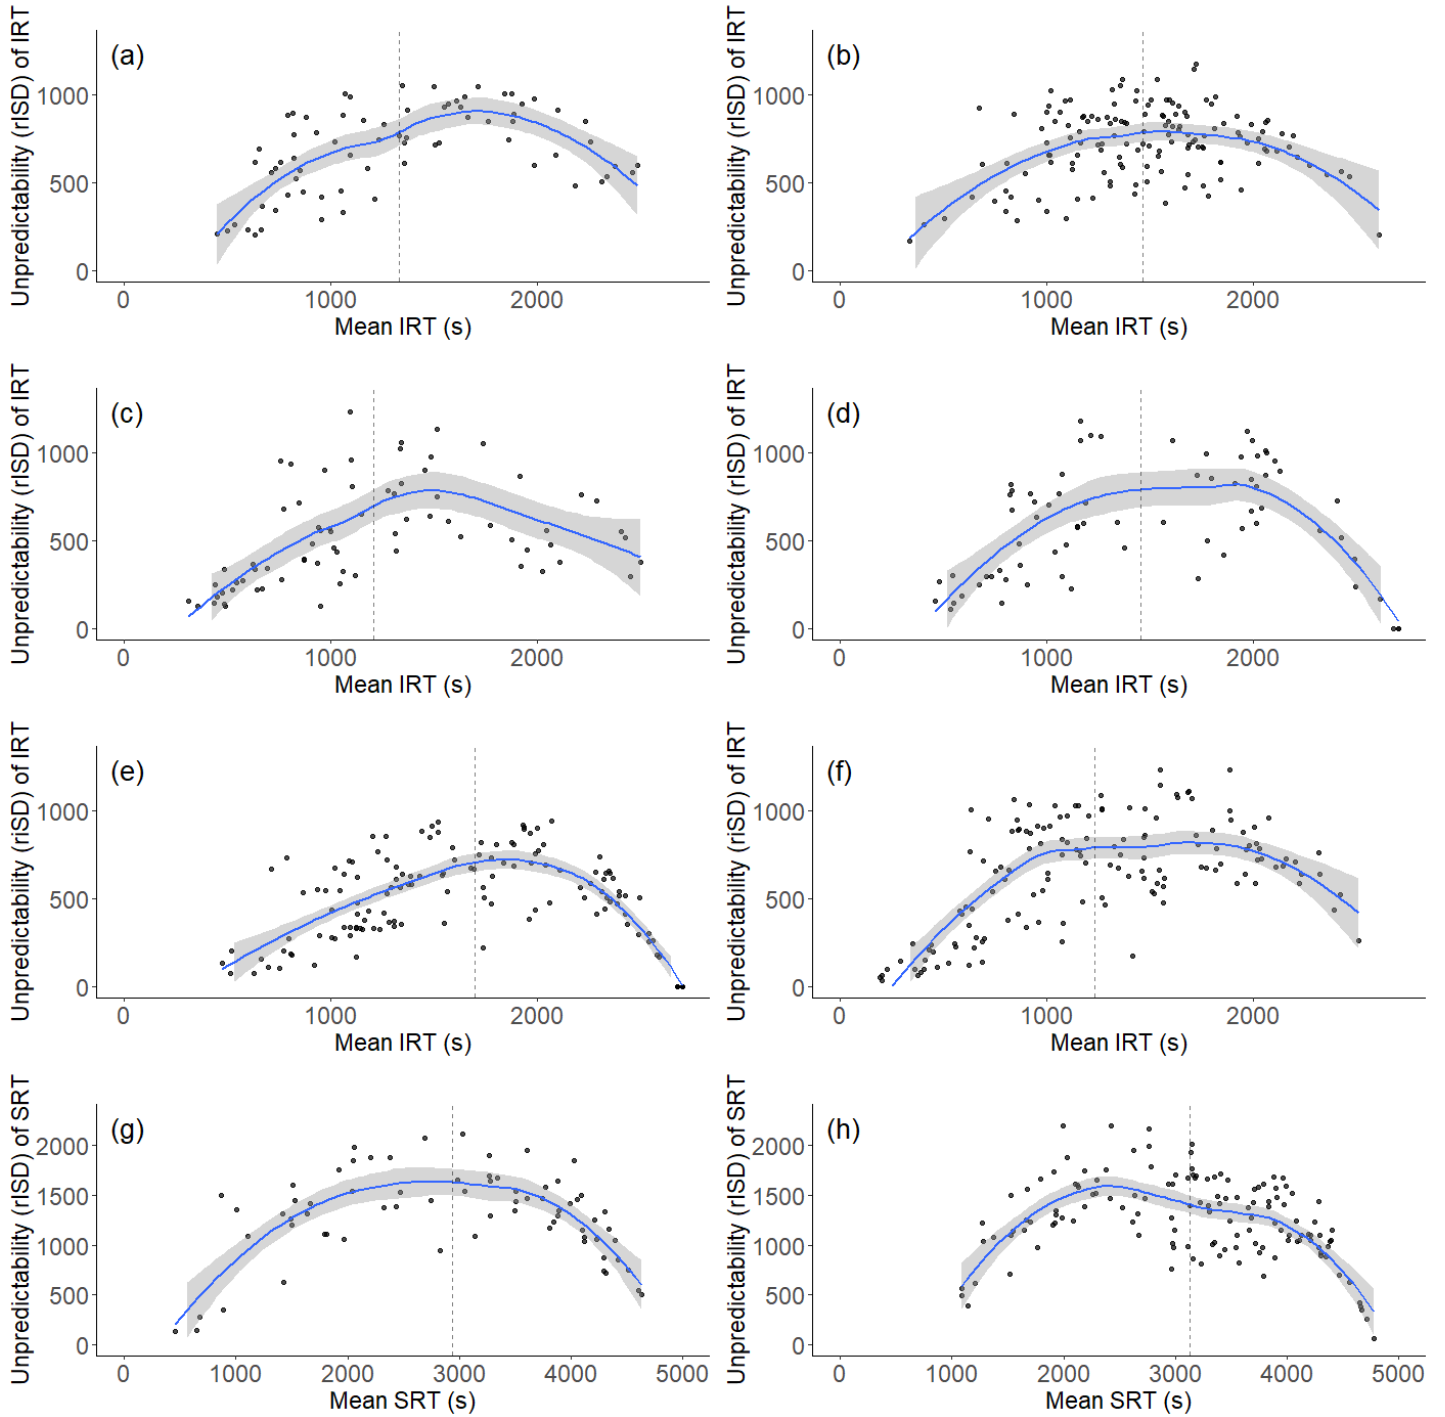 Unpredictability (rISD) of IRT
(a)
1000
500
0
0 1000 2000
Mean IRT (s)
Unpredictability (rISD) of IRT
(b)
1000
500
0
0 1000 2000
Mean IRT (s)
Unpredictability (rISD) of IRT
(c)
1000
500
0
0 1000 2000
Mean IRT (s)
Unpredictability (rISD) of IRT
(d)
1000
500
0
0 1000 2000
Mean IRT (s)
Unpredictability (riSD) of IRT
(e)
1000
500
0
0 1000 2000
Mean IRT (s)
Unpredictability (riSD) of IRT
(f)
1000
500
0
0 1000 2000
Mean IRT (s)
Unpredictability (rISD) of SRT
(g)
2000
1500
1000
500
0
0 1000 2000 3000 4000 5000
Mean SRT (s)
Unpredictability (rISD) of SRT
(h)
2000
1500
1000
500
0
0 1000 2000 3000 4000 5000
Mean SRT (s)